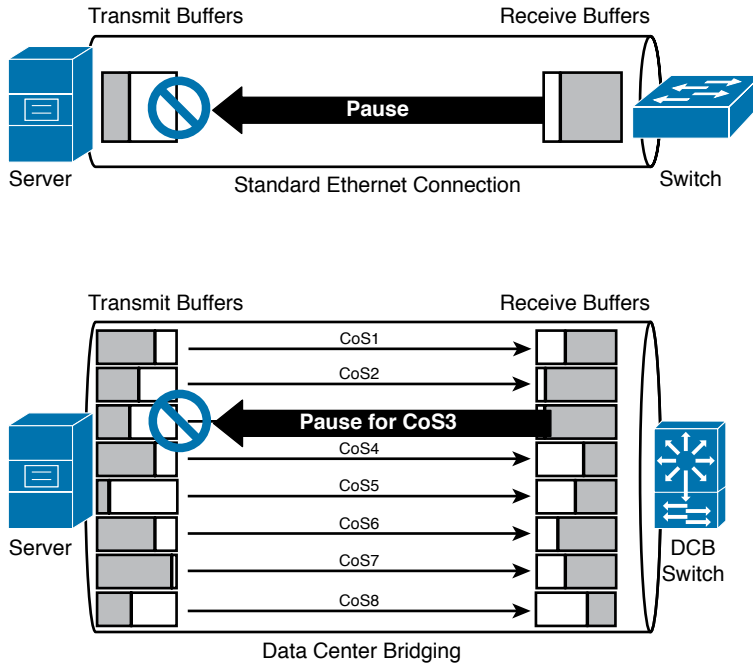 Transmit Buffers
Receive Buffers
Pause
Server
Standard Ethernet Connection
Switch
Transmit Buffers
Receive Buffers
CoS1
CoS2
Pause for CoS3
CoS4
CoS5
CoS6
CoS7
CoS8
Server
DCB
Switch
Data Center Bridging